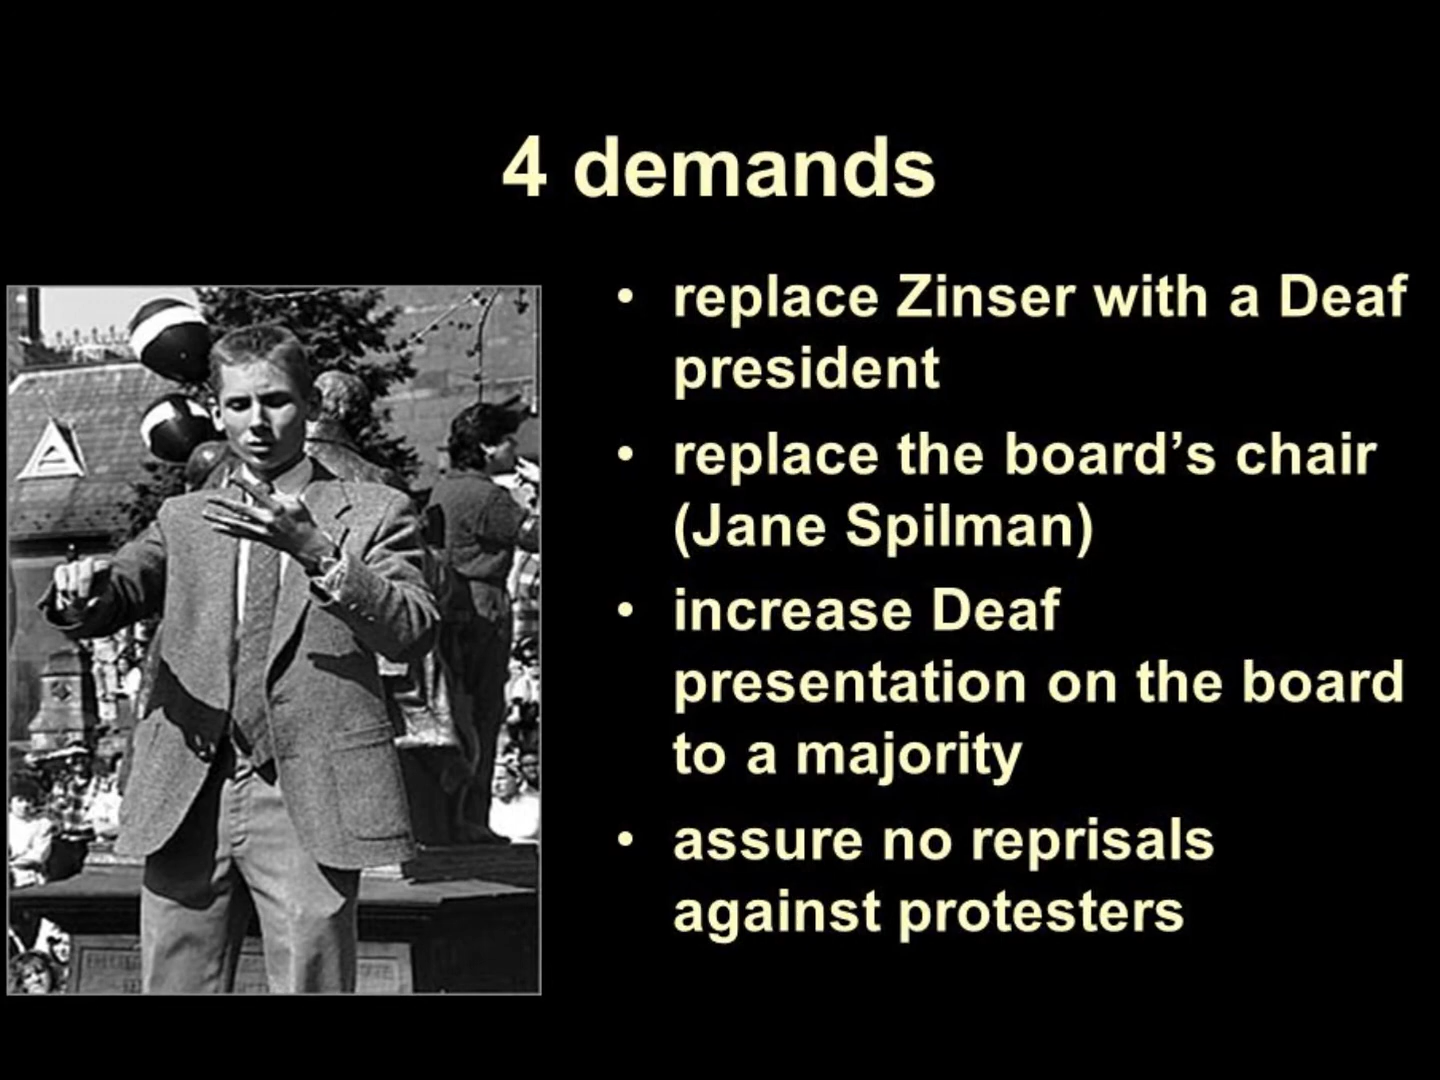 4 demands
• replace Zinser with a Deaf
president
• replace the board’s chair
(Jane Spilman)
• increase Deaf
presentation on the board
to a majority
• assure no reprisals
against protesters